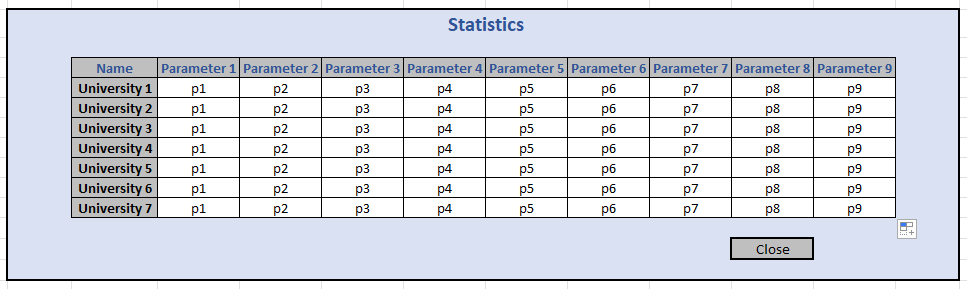 Statistics
Name Parameter 1 Parameter 2 Parameter 3 Parameter 4 Parameter 5 Parameter 6 Parameter 7 Parameter 8 Parameter 9
University 1 p1 p2 p3 p4 p5 p6 p7 p8 p9
University 2 p1 p2 p3 p4 p5 p6 p7 p8 p9
University 3 p1 p2 p3 p4 p5 p6 p7 p8 p9
University 4 p1 p2 p3 p4 p5 p6 p7 p8 p9
University 5 p1 p2 p3 p4 p5 p6 p7 p8 p9
University 6 p1 p2 p3 p4 p5 p6 p7 p8 p9
University 7 p1 p2 p3 p4 p5 p6 p7 p8 p9
Close